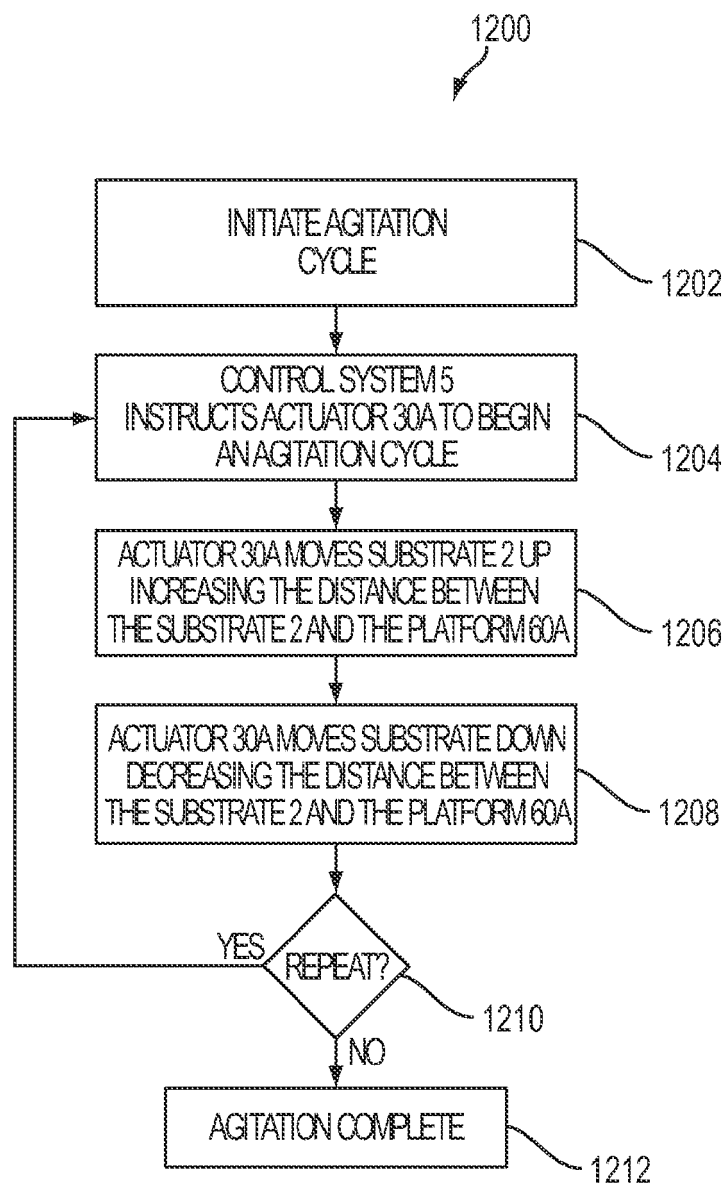 1200
INITIATE AGITATION
CYCLE
1202
CONTROL SYSTEM 5
INSTRUCTS ACTUATOR 30A TO BEGIN
AN AGITATION CYCLE
1204
ACTUATOR 30A MOVES SUBSTRATE 2 UP
INCREASING THE DISTANCE BETWEEN
THE SUBSTRATE 2 AND THE PLATFORM 60A
1206
ACTUATOR 30A MOVES SUBSTRATE DOWN
DECREASING THE DISTANCE BETWEEN
THE SUBSTRATE 2 AND THE PLATFORM 60A
1208
YES
REPEAT?
1210
NO
AGITATION COMPLETE
1212